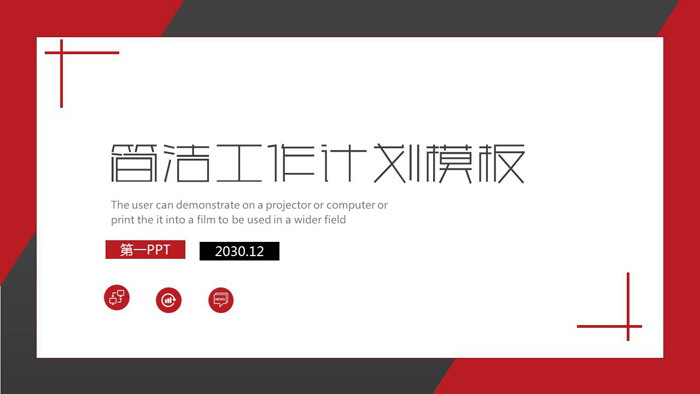 简洁工作计划模板
The user can demonstrate on a projector or computer or
print the it into a film to be used in a wider field
第一PPT
2030.12
NEWS